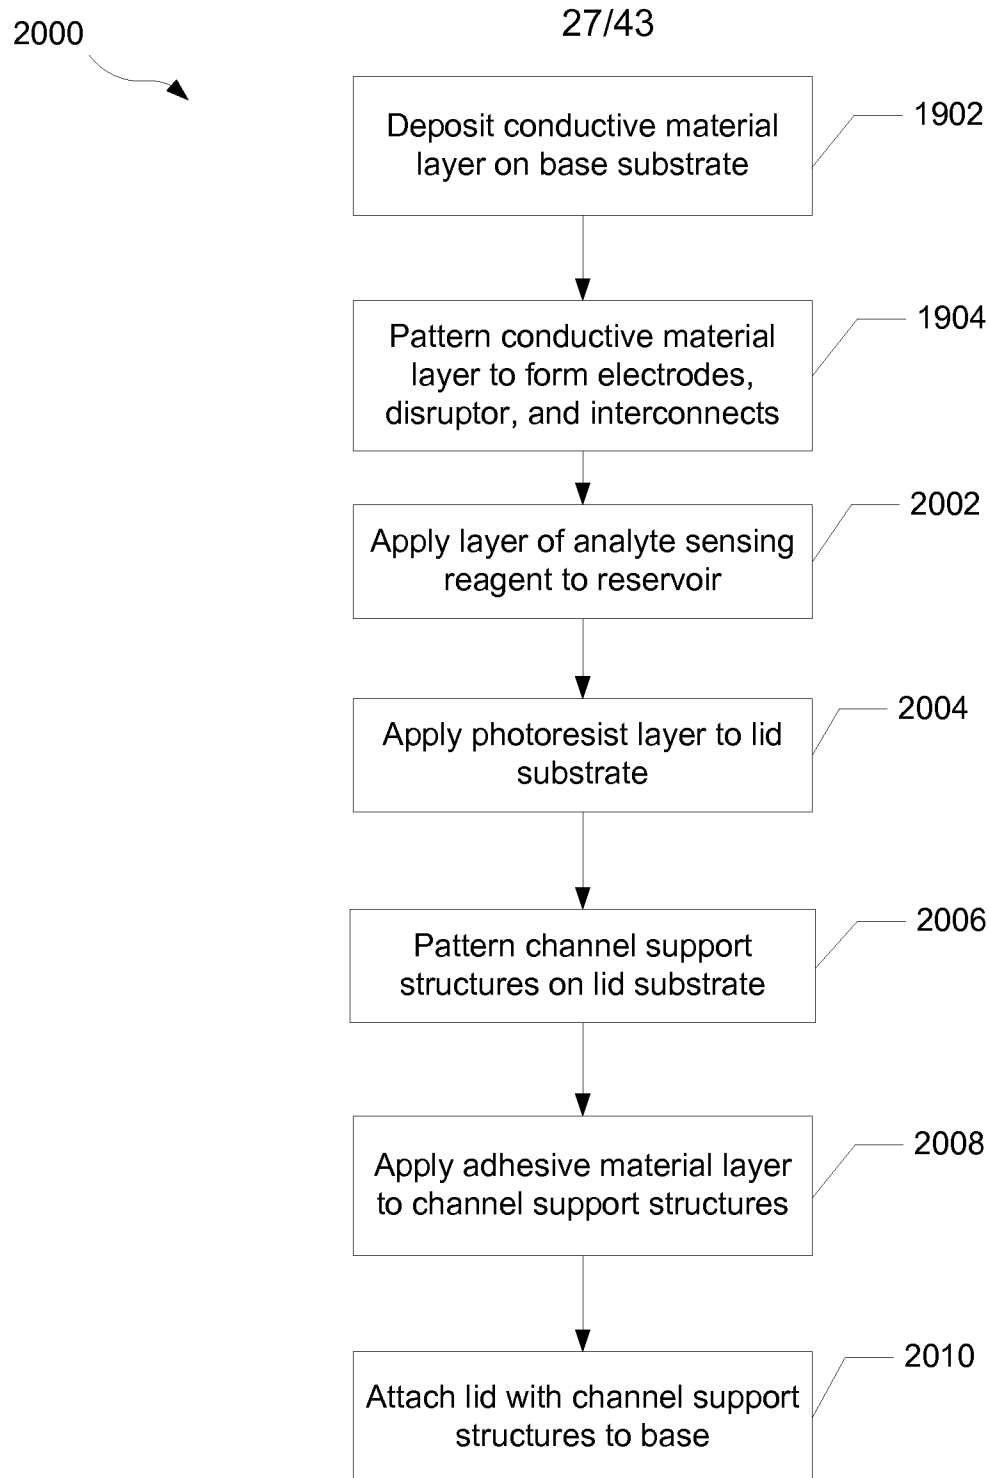 27/43
2000
Deposit conductive material
layer on base substrate
1902
Pattern conductive material
layer to form electrodes,
disruptor, and interconnects
1904
Apply layer of analyte sensing
reagent to reservoir
2002
Apply photoresist layer to lid
substrate
2004
Pattern channel support
structures on lid substrate
2006
Apply adhesive material layer
to channel support structures
2008
Attach lid with channel support
structures to base
2010